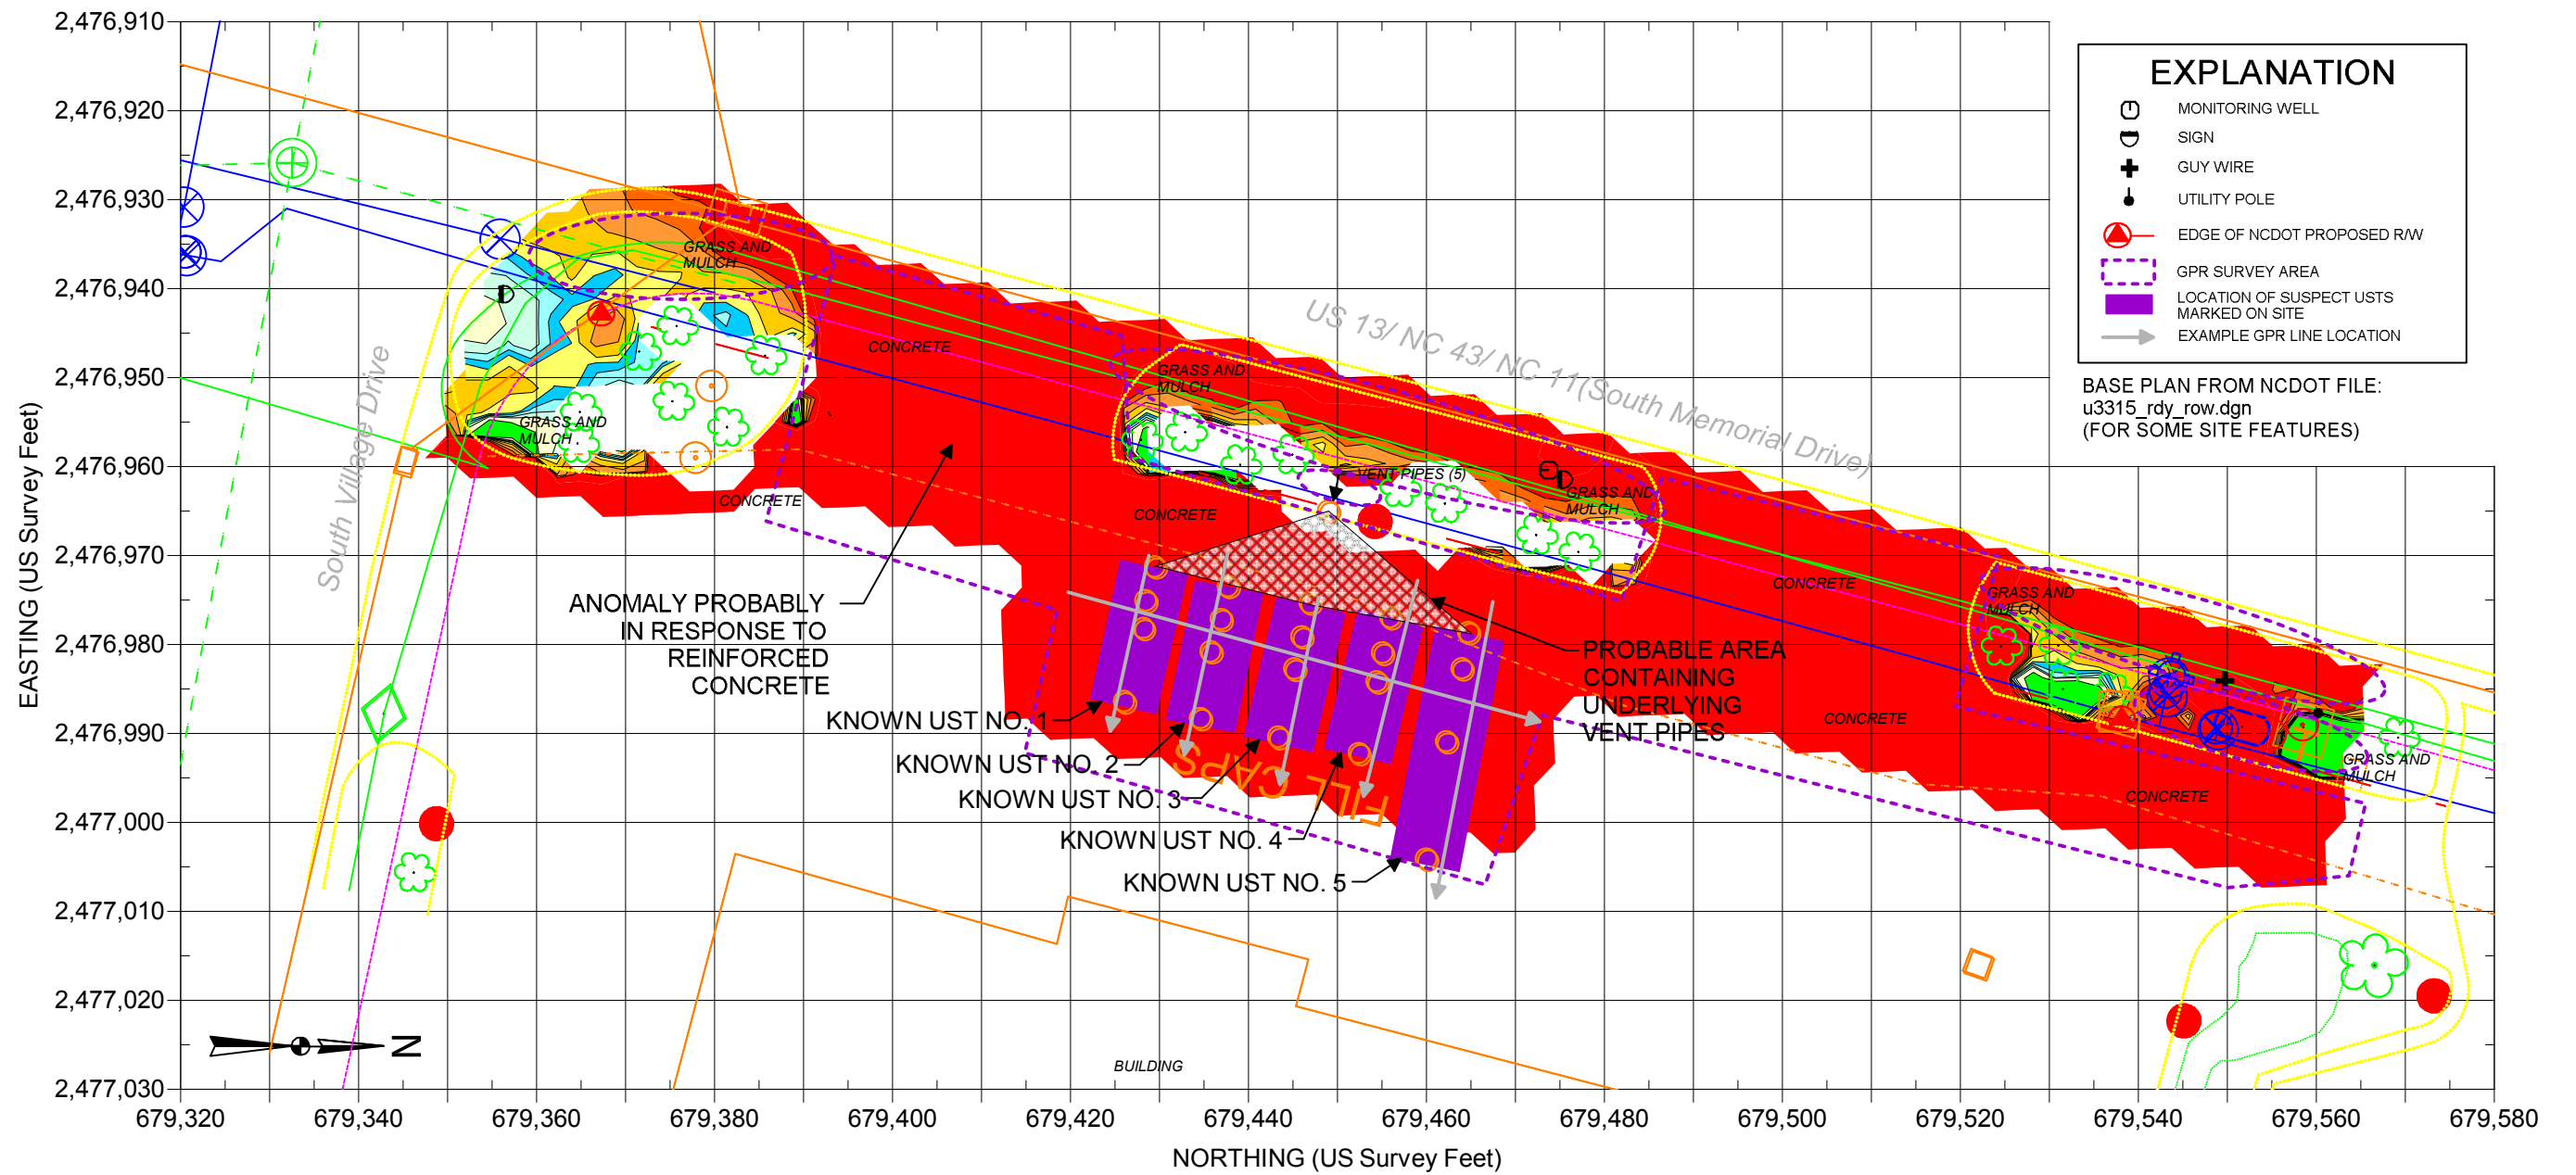 2,476,910
2,476,920
2,476,930
2,476,940
2,476,950
2,476,960
2,476,970
2,476,980
2,476,990
2,477,000
2,477,010
2,477,020
2,477,030
EASTING (US Survey Feet)
679,320
679,340
679,360
679,380
679,400
679,420
679,440
679,460
679,480
679,500
679,520
679,540
679,560
679,580
NORTHING (US Survey Feet)
EXPLANATION
MONITORING WELL
SIGN
GUY WIRE
UTILITY POLE
EDGE OF NCDOT PROPOSED R/W
GPR SURVEY AREA
LOCATION OF SUSPECT USTS
MARKED ON SITE
EXAMPLE GPR LINE LOCATION
BASE PLAN FROM NCDOT FILE:
u3315_rdy_row.dgn
(FOR SOME SITE FEATURES)
South Village Drive
US 13/ NC 43/ NC 11(South Memorial Drive)
GRASS AND
MULCH
GRASS AND
MULCH
CONCRETE
CONCRETE
GRASS AND
MULCH
VENT PIPES (5)
GRASS AND
MULCH
CONCRETE
CONCRETE
GRASS AND
MULCH
CONCRETE
GRASS AND
MULCH
CONCRETE
ANOMALY PROBABLY
IN RESPONSE TO
REINFORCED
CONCRETE
PROBABLE AREA
CONTAINING
UNDERLYING
VENT PIPES
KNOWN UST NO. 1
KNOWN UST NO. 2
KNOWN UST NO. 3
KNOWN UST NO. 4
KNOWN UST NO. 5
FILL CAPS
BUILDING
N